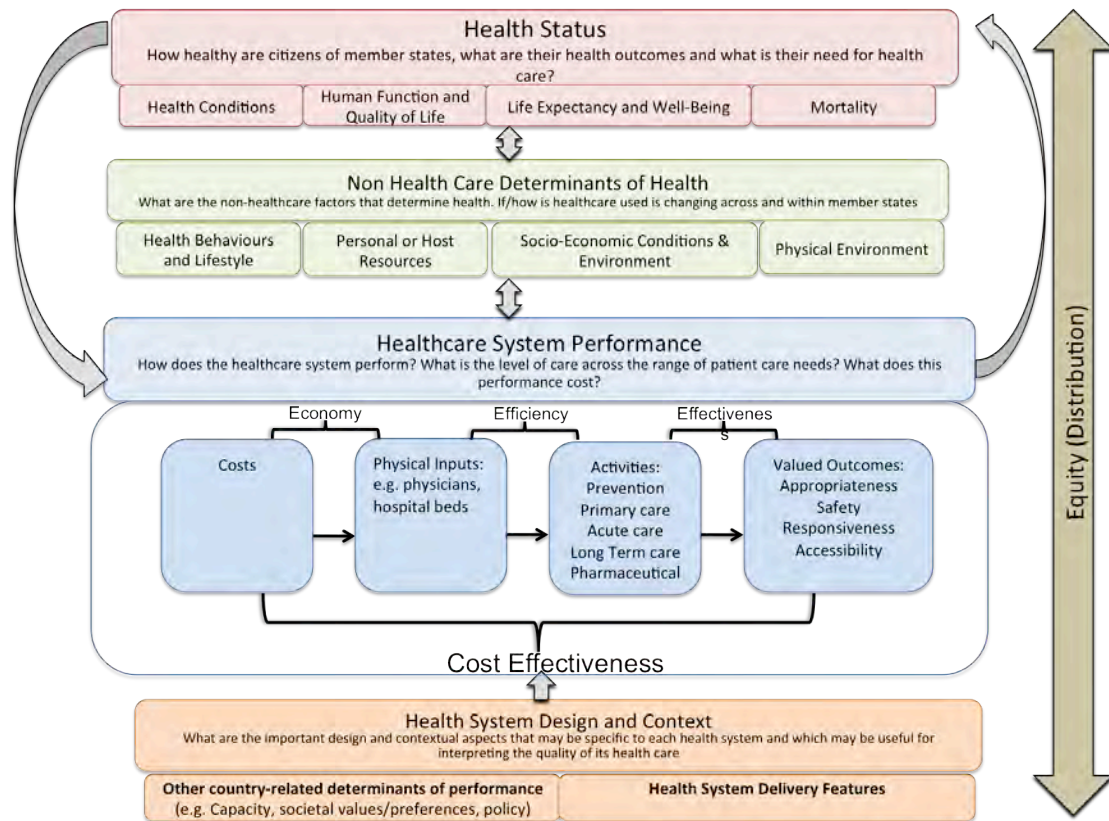 Health Status
How healthy are citizens of member states, what are their health outcomes and what is their need for health
care?
Health Conditions
Human Function and
Quality of Life
Life Expectancy and Well-Being
Mortality
Non Health Care Determinants of Health
What are the non-healthcare factors that determine health. If/how is healthcare used is changing across and within member states
Health Behaviours
and Lifestyle
Personal or Host
Resources
Socio-Economic Conditions &
Environment
Physical Environment
Healthcare System Performance
How does the healthcare system perform? What is the level of care across the range of patient care needs? What does this
performance cost?
Economy
Efficiency
Effectivenes
s
Costs
Physical Inputs:
e.g. physicians,
hospital beds
Activities:
Prevention
Primary care
Acute care
Long Term care
Pharmaceutical
Valued Outcomes:
Appropriateness
Safety
Responsiveness
Accessibility
Cost Effectiveness
Health System Design and Context
What are the important design and contextual aspects that may be specific to each health system and which may be useful for
interpreting the quality of its health care
Other country-related determinants of performance
(e.g. Capacity, societal values/preferences, policy)
Health System Delivery Features
Equity (Distribution)